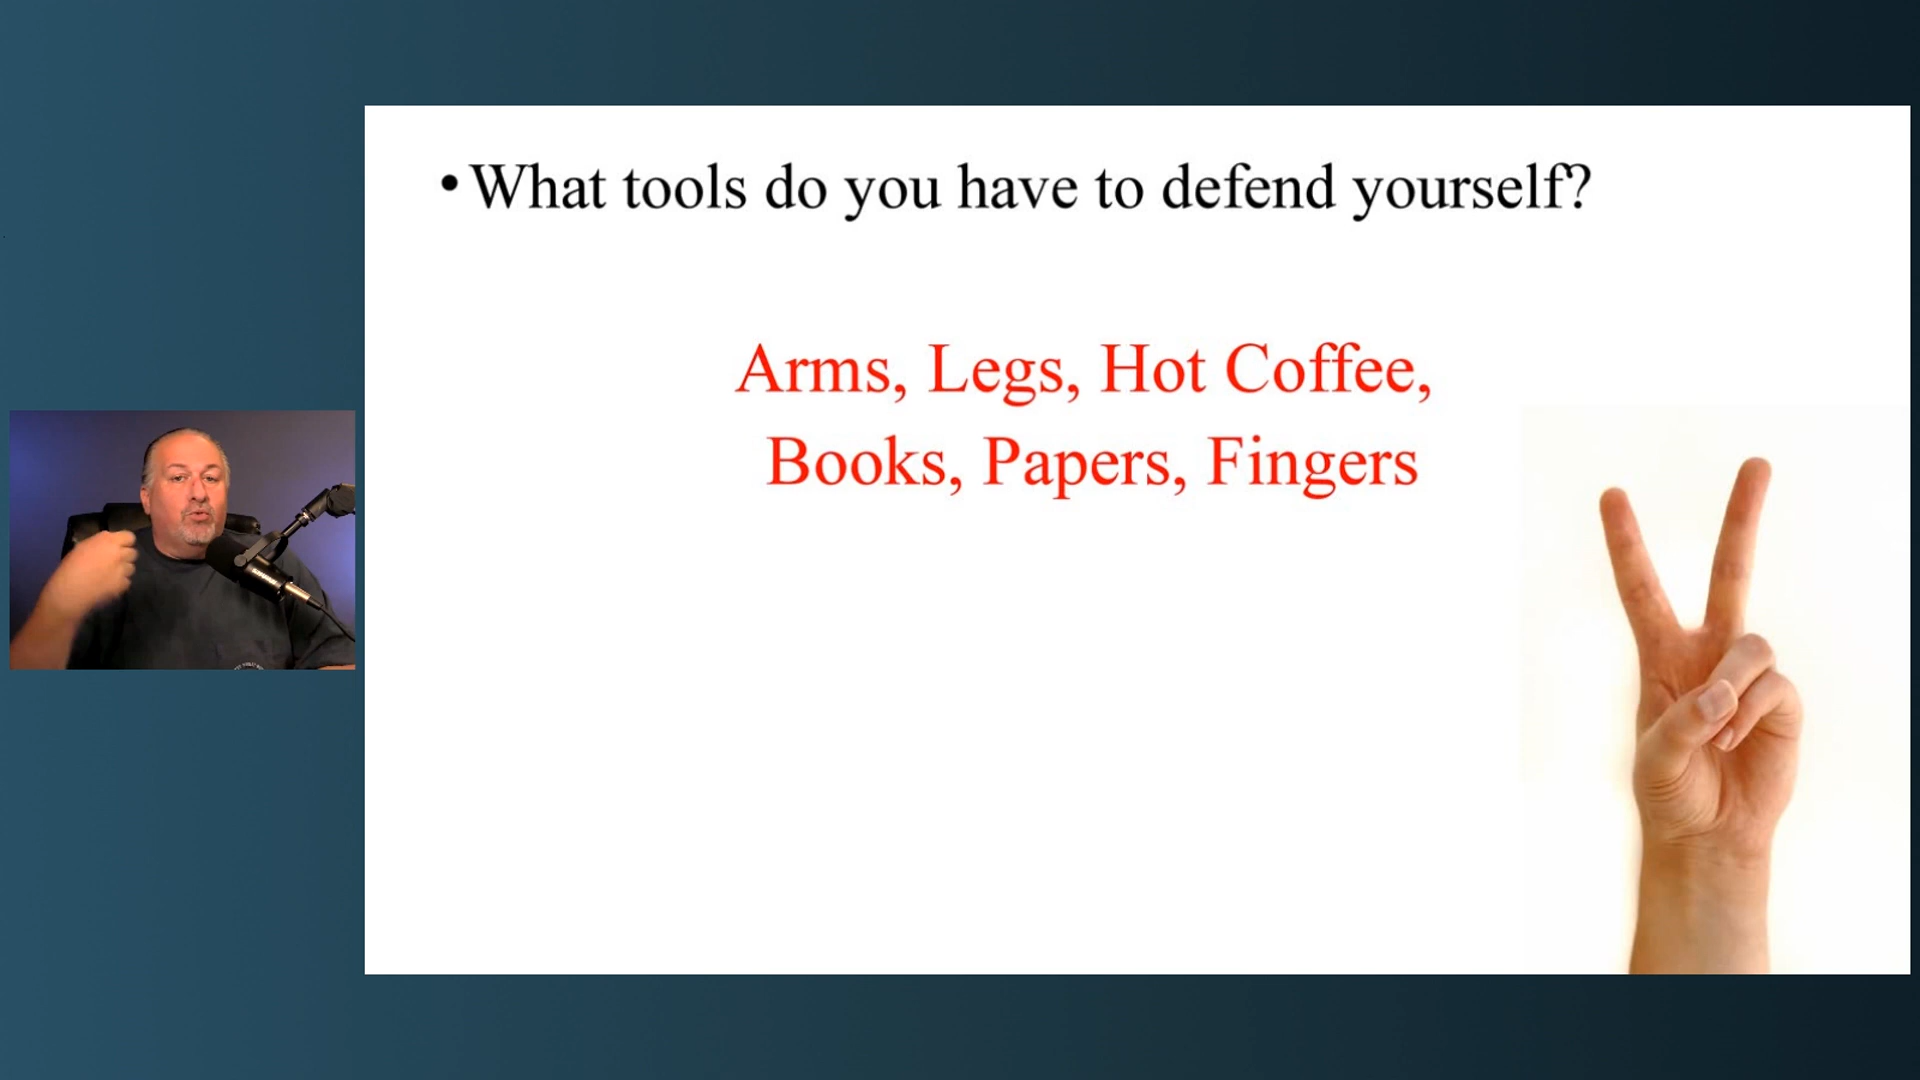 • What tools do you have to defend yourself?
Arms, Legs, Hot Coffee,
Books, Papers, Fingers